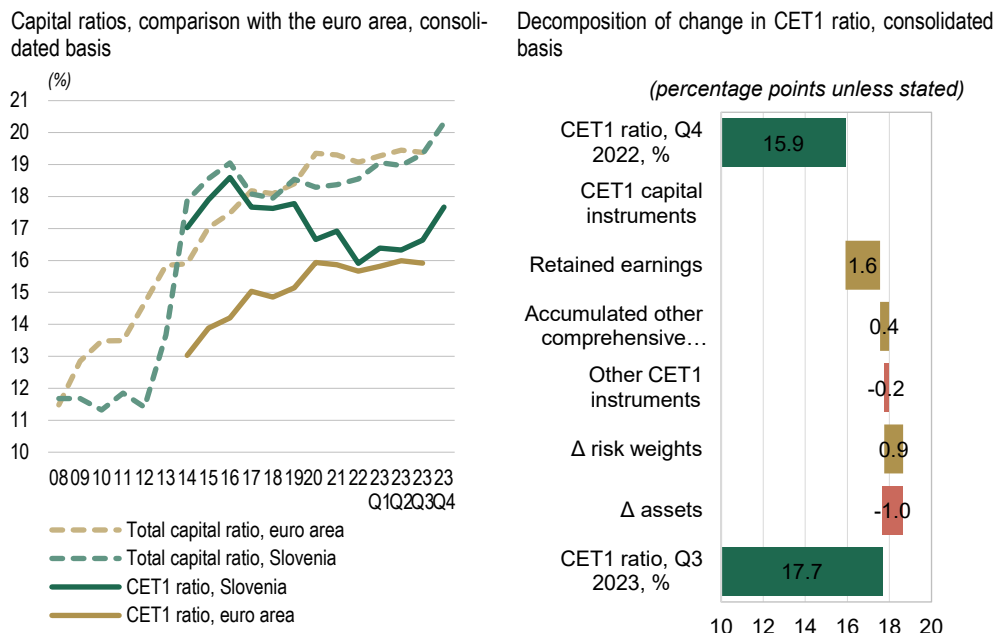 Capital ratios, comparison with the euro area, consoli-
dated basis
(%)
21
20
19
18
17
16
15
14
13
12
11
10
08 09 10 11 12 13 14 15 16 17 18 19 20 21 22 23 23 23 23
Q1 Q2 Q3 Q4
Total capital ratio, euro area
Total capital ratio, Slovenia
CET1 ratio, Slovenia
CET1 ratio, euro area
Decomposition of change in CET1 ratio, consolidated
basis
(percentage points unless stated)
CET1 ratio, Q4
2022, %
15.9
CET1 capital
instruments
Retained earnings
1.6
Accumulated other
comprehensive…
0.4
Other CET1
instruments
-0.2
Δ risk weights
0.9
Δ assets
-1.0
CET1 ratio, Q3
2023, %
17.7
10 12 14 16 18 20